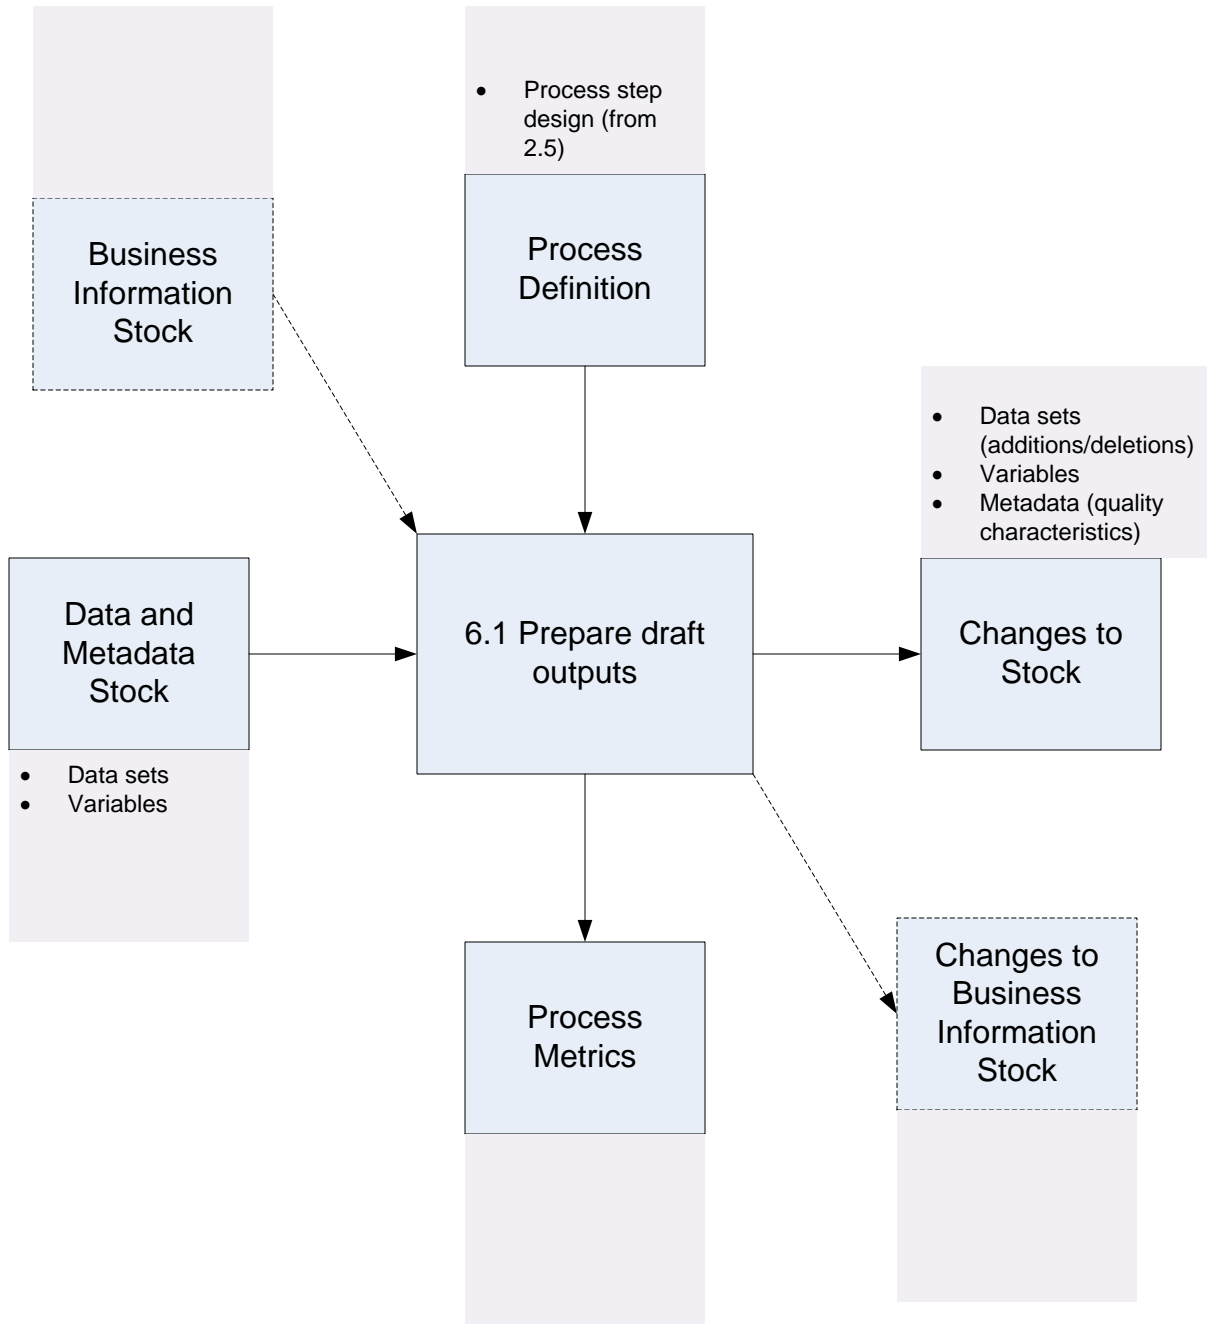 • Process step
design (from
2.5)
Business
Information
Stock
Process
Definition
• Data sets
(additions/deletions)
• Variables
• Metadata (quality
characteristics)
Data and
Metadata
Stock
6.1 Prepare draft
outputs
Changes to
Stock
• Data sets
• Variables
Process
Metrics
Changes to
Business
Information
Stock